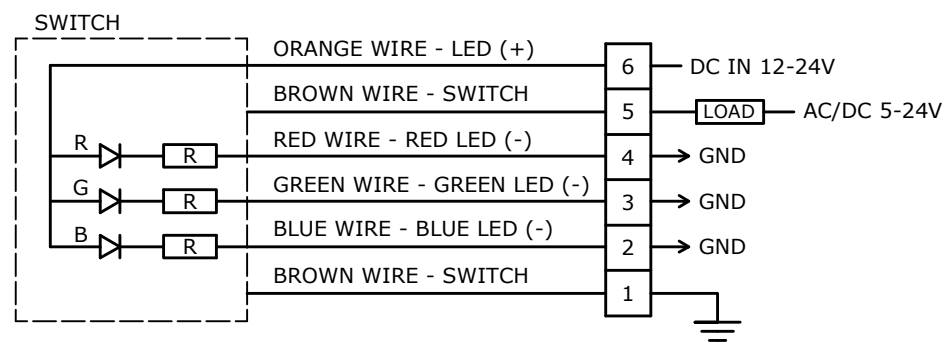 SWITCH
ORANGE WIRE - LED (+)
6
DC IN 12-24V
BROWN WIRE - SWITCH
5
LOAD
AC/DC 5-24V
R
R
RED WIRE - RED LED (-)
4
GND
G
R
GREEN WIRE - GREEN LED (-)
3
GND
B
R
BLUE WIRE - BLUE LED (-)
2
GND
BROWN WIRE - SWITCH
1